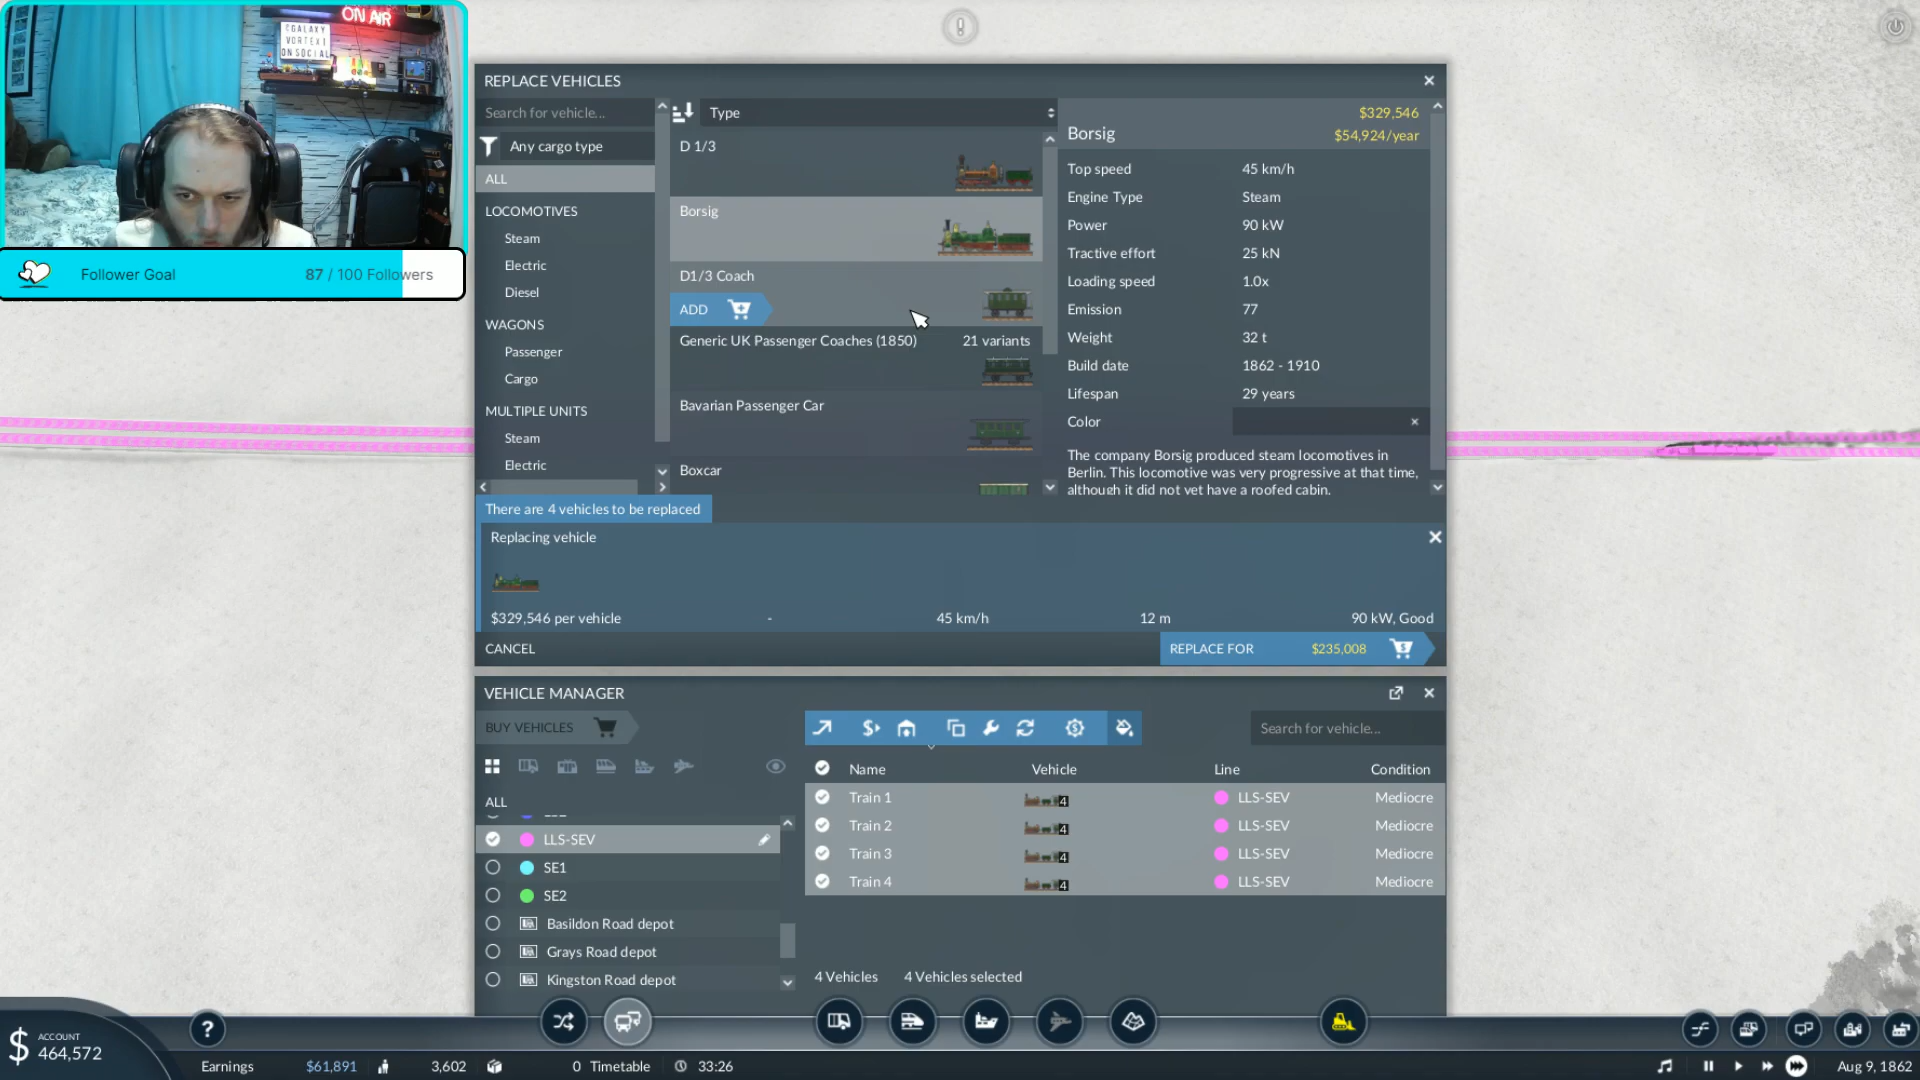 ON AIR
CGALAXY
VORTEX1
ON SOCIAL
Follower Goal 87 / 100 Followers
REPLACE VEHICLES
Search for vehicle...
Any cargo type
ALL
LOCOMOTIVES
Steam
Electric
Diesel
WAGONS
Passenger
Cargo
MULTIPLE UNITS
Steam
Electric
Type
D 1/3
Borsig
D1/3 Coach
ADD
Generic UK Passenger Coaches (1850) 21 variants
Bavarian Passenger Car
Boxcar
$329,546
Borsig
$54,924/year
Top speed 45 km/h
Engine Type Steam
Power 90 kW
Tractive effort 25 kN
Loading speed 1.0x
Emission 77
Weight 32 t
Build date 1862 - 1910
Lifespan 29 years
Color
The company Borsig produced steam locomotives in
Berlin. This locomotive was very progressive at that time,
although it did not yet have a roofed cabin.
There are 4 vehicles to be replaced
Replacing vehicle
$329,546 per vehicle - 45 km/h 12 m 90 kW, Good
CANCEL
REPLACE FOR $235,008
VEHICLE MANAGER
BUY VEHICLES
Search for vehicle...
ALL
LLS-SEV
SE1
SE2
Basildon Road depot
Grays Road depot
Kingston Road depot
Name Vehicle Line Condition
Train 1 4 LLS-SEV Mediocre
Train 2 4 LLS-SEV Mediocre
Train 3 4 LLS-SEV Mediocre
Train 4 4 LLS-SEV Mediocre
4 Vehicles 4 Vehicles selected
$ ACCOUNT
464,572
?
Earnings $61,891 3,602 0 Timetable 33:26
Aug 9, 1862